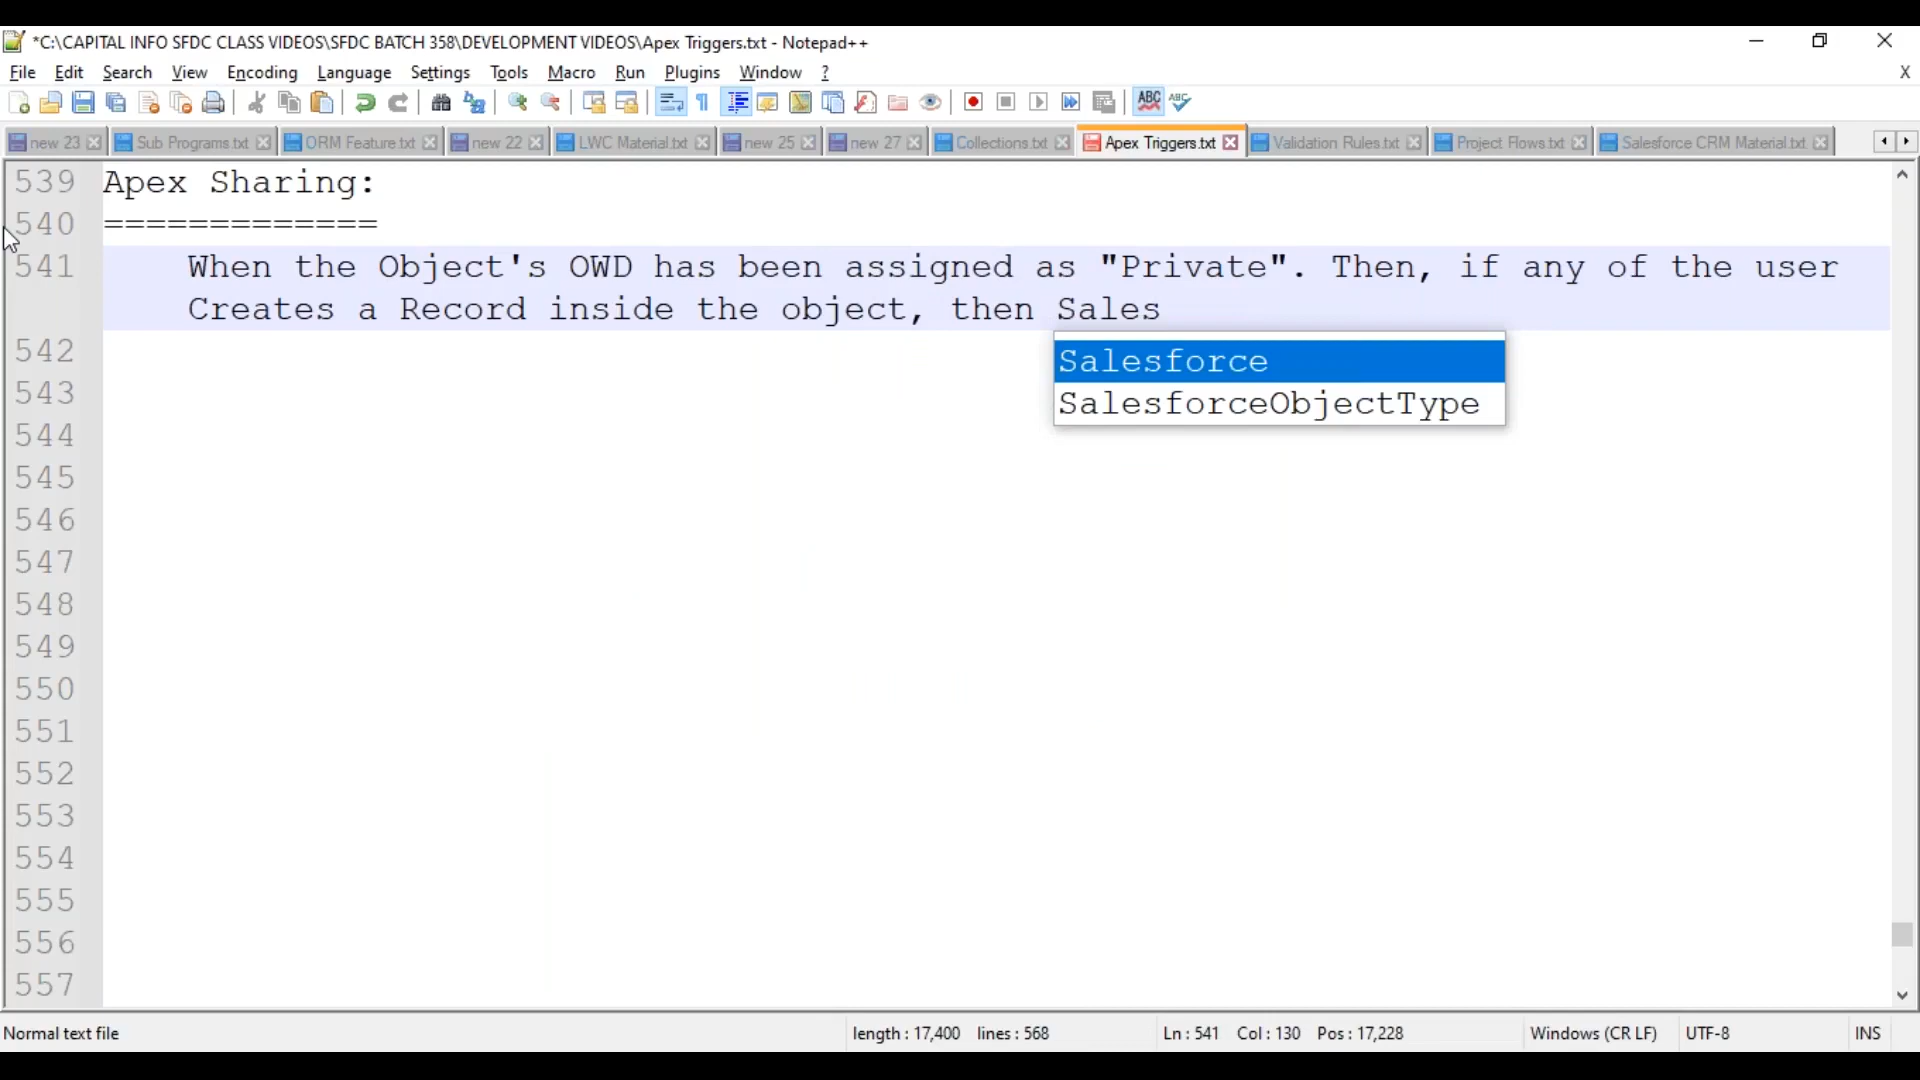 *C:\CAPITAL INFO SFDC CLASS VIDEOS\SFDC BATCH 358\DEVELOPMENT VIDEOS\Apex Triggers.txt - Notepad++
File Edit Search View Encoding Language Settings Tools Macro Run Plugins Window ? X
new 23 Sub Programs.txt ORM Feature.txt new 22 LWC Material.txt new 25 new 27 Collections.txt Apex Triggers.txt Validation Rules.txt Project Flows.txt Salesforce CRM Material.txt
539 Apex Sharing:
540 =============
541 When the Object's OWD has been assigned as "Private". Then, if any of the user
Creates a Record inside the object, then Sales
542
Salesforce
543
SalesforceObjectType
544
545
546
547
548
549
550
551
552
553
554
555
556
557
Normal text file length : 17,400 lines : 568 Ln : 541 Col : 130 Pos : 17,228 Windows (CR LF) UTF-8 INS